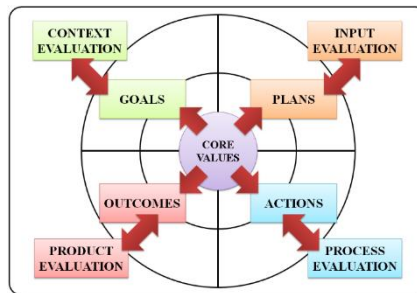 CONTEXT
EVALUATION
INPUT
EVALUATION
GOALS
PLANS
CORE
VALUES
OUTCOMES
ACTIONS
PRODUCT
EVALUATION
PROCESS
EVALUATION